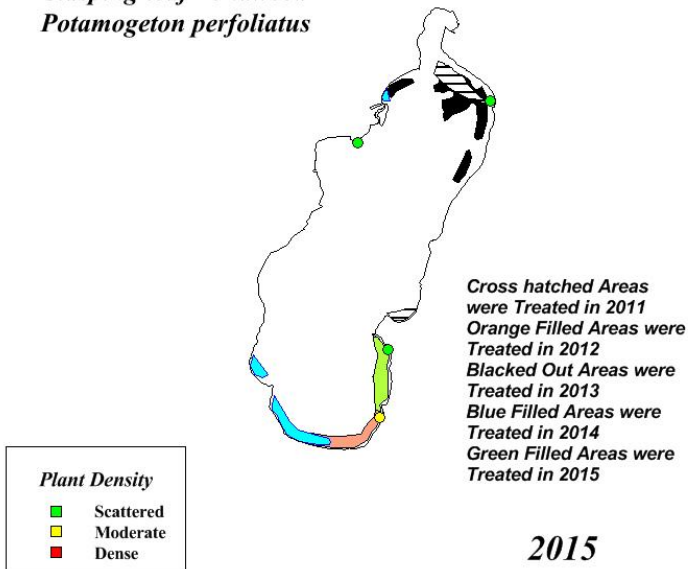 Potamogeton perfoliatus
Cross hatched Areas
were Treated in 2011
Orange Filled Areas were
Treated in 2012
Blacked Out Areas were
Treated in 2013
Blue Filled Areas were
Treated in 2014
Green Filled Areas were
Treated in 2015
Plant Density
Scattered
Moderate
Dense
2015